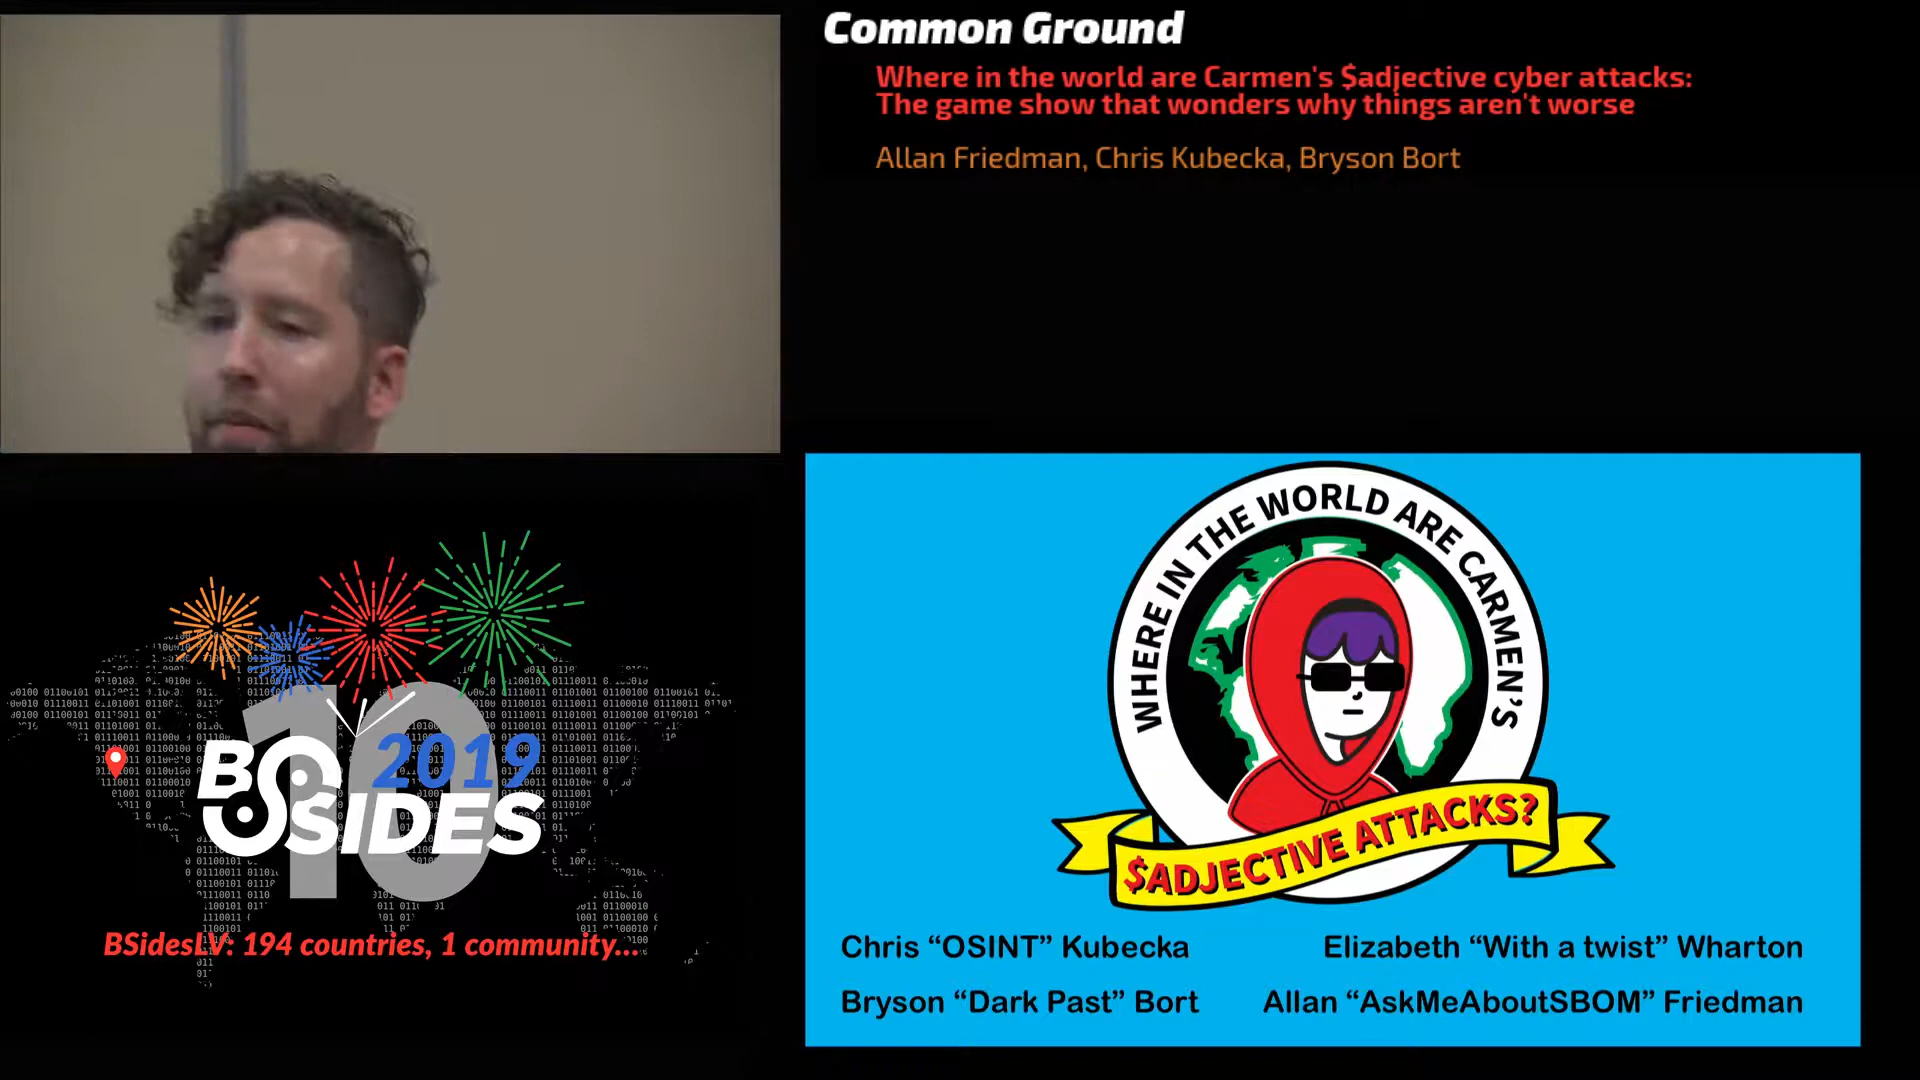 Common Ground
Where in the world are Carmen's $adjective cyber attacks:
The game show that wonders why things aren't worse
Allan Friedman, Chris Kubecka, Bryson Bort
10
2019
BSIDES
BSidesLV: 194 countries, 1 community...
WHERE IN THE WORLD ARE CARMEN'S
$ADJECTIVE ATTACKS?
Chris “OSINT” Kubecka
Elizabeth “With a twist” Wharton
Bryson “Dark Past” Bort
Allan “AskMeAboutSBOM” Friedman